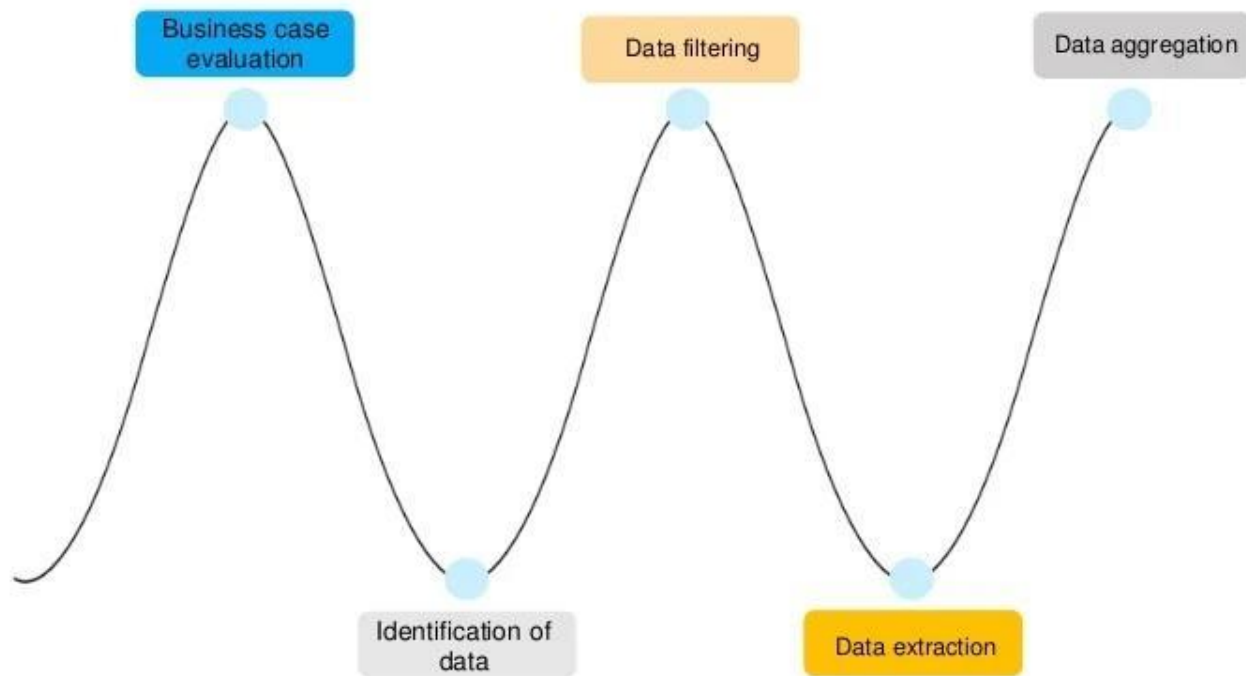 Business case
evaluation
Data filtering
Data aggregation
Identification of
data
Data extraction